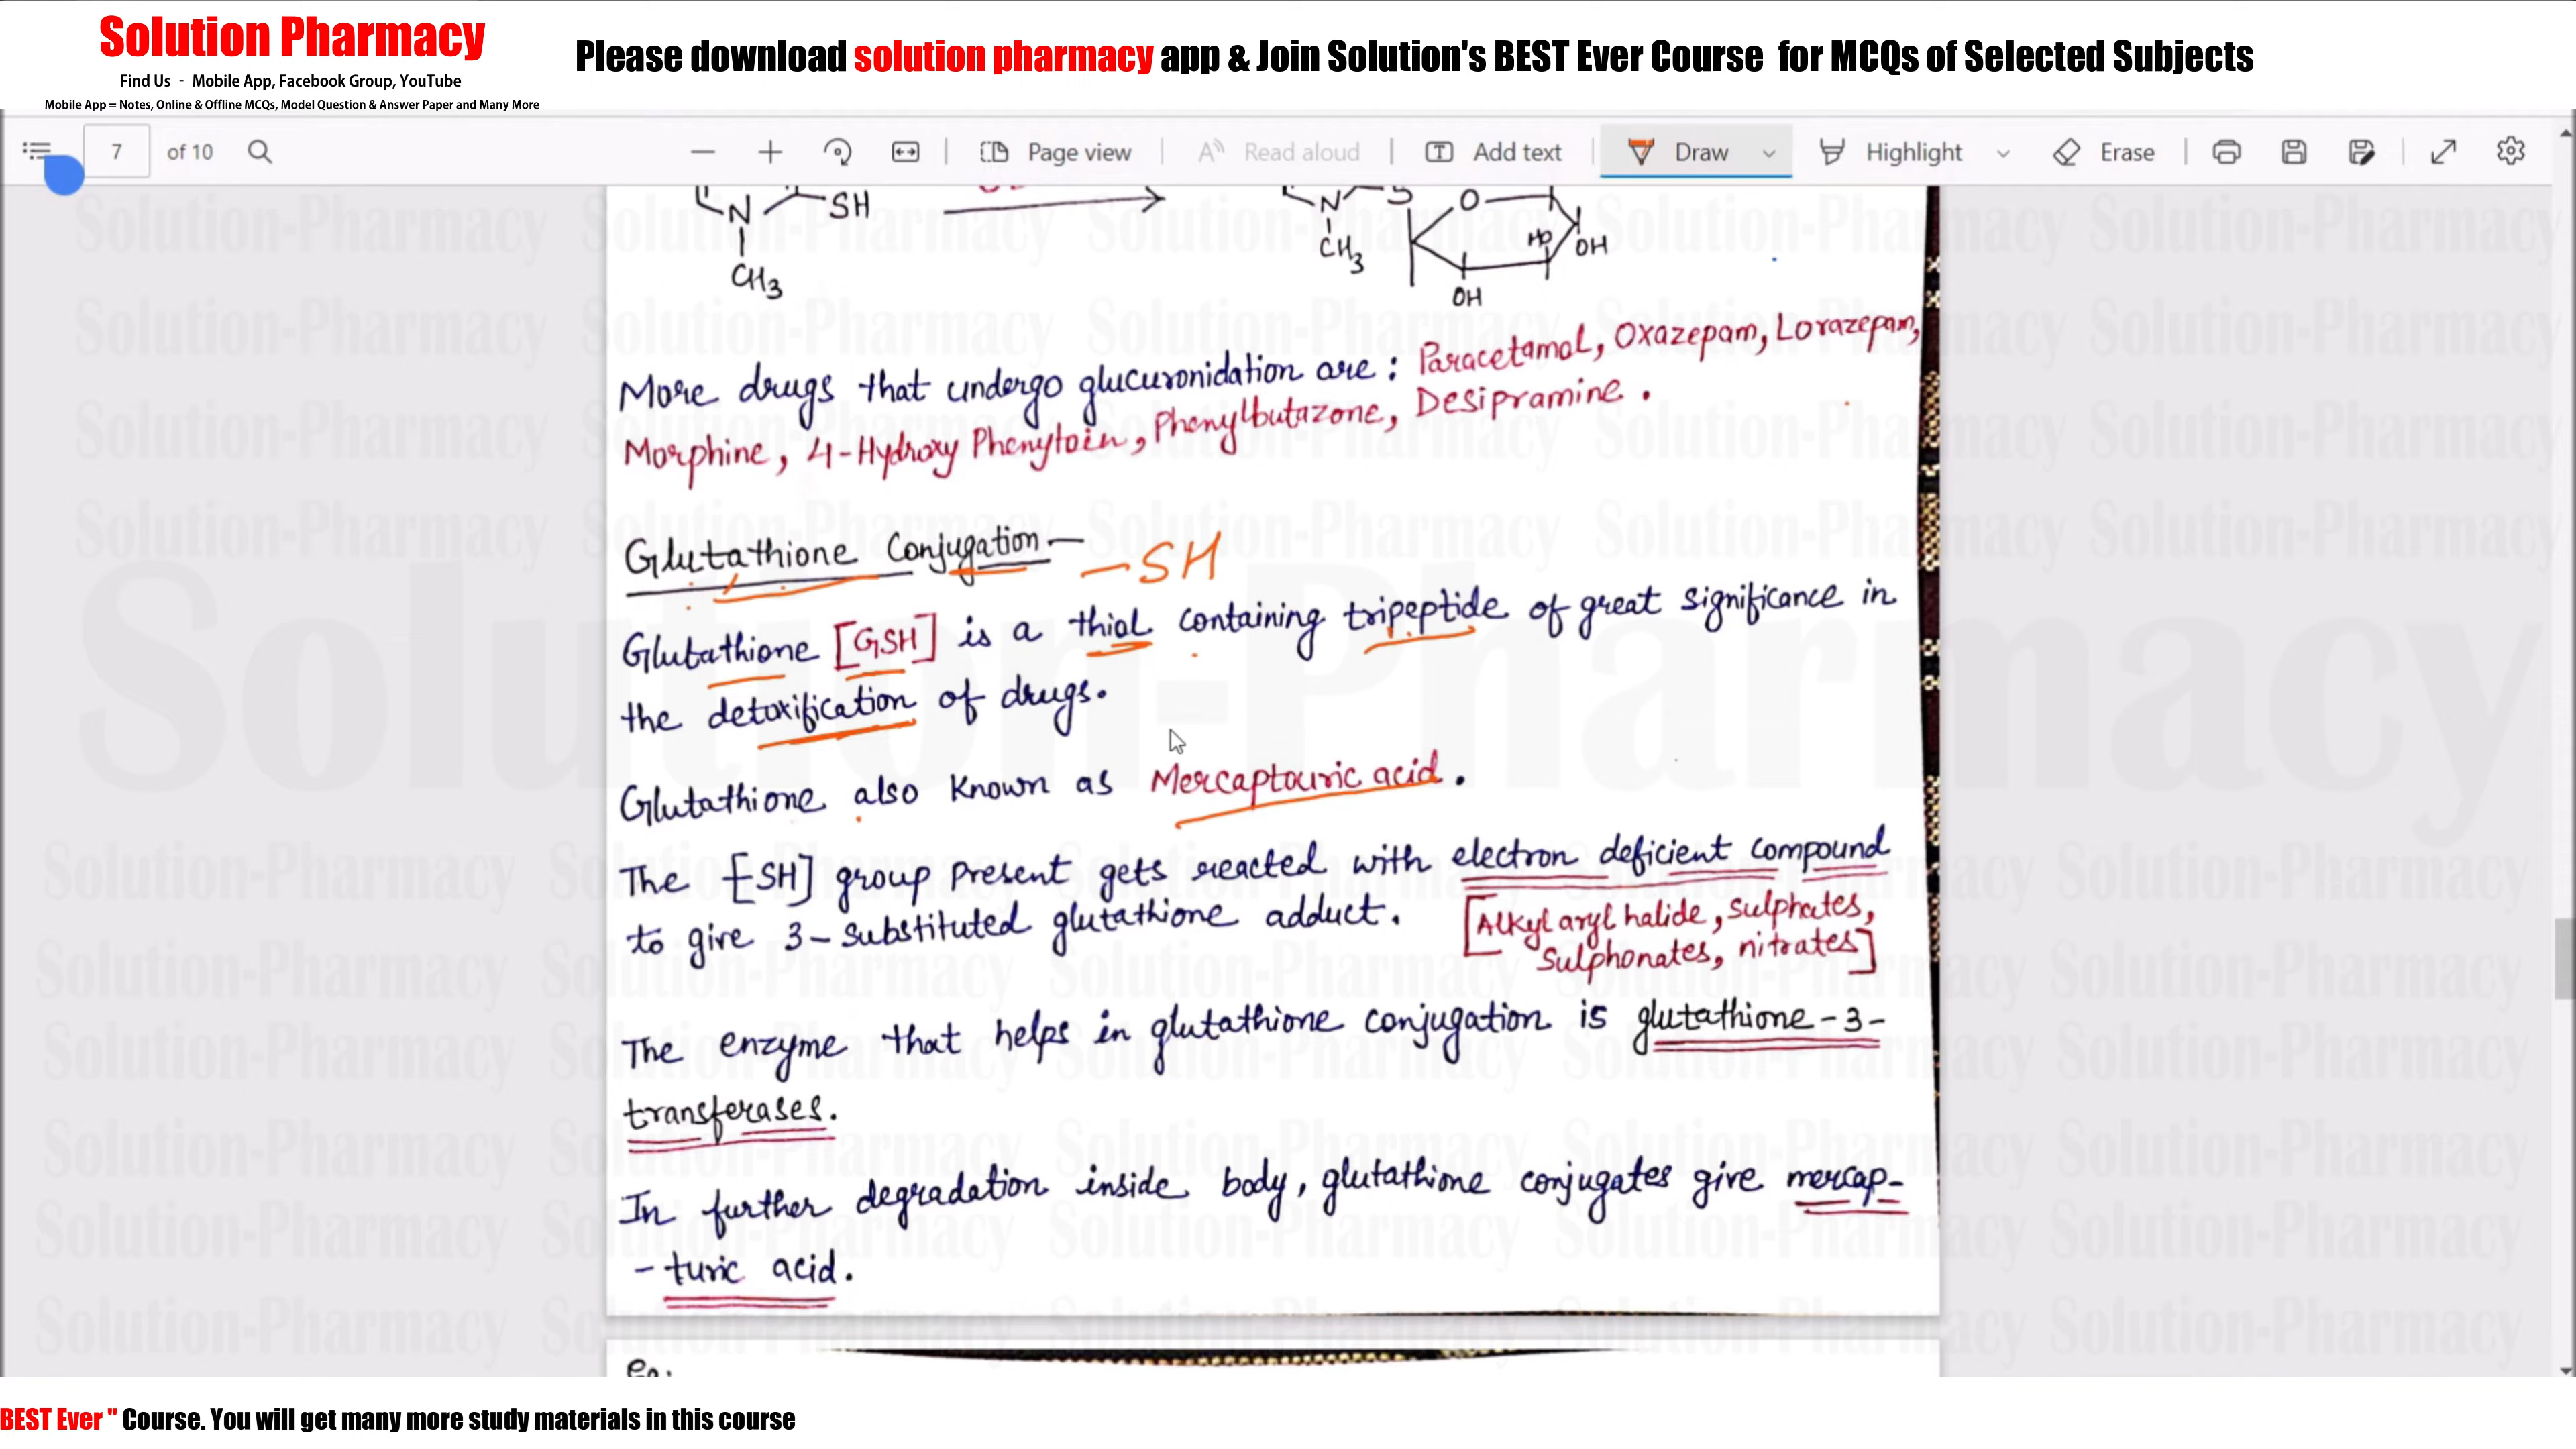 Solution Pharmacy
Find Us - Mobile App, Facebook Group, YouTube
Mobile App = Notes, Online & Offline MCQs, Model Question & Answer Paper and Many More
Please download solution pharmacy app & Join Solution's BEST Ever Course for MCQs of Selected Subjects
7 of 10 Page view Read aloud Add text Draw Highlight Erase
N SH
CH3
N S O
CH3 HO OH
OH
More drugs that undergo glucuronidation are: Paracetamol, Oxazepam, Lorazepam,
Morphine, 4-Hydroxy Phenytoin, Phenylbutazone, Desipramine.
Glutathione Conjugation — -SH
Glutathione [GSH] is a thiol containing tripeptide of great significance in
the detoxification of drugs.
Glutathione also known as Mercaptouric acid.
The [-SH] group present gets reacted with electron deficient compound
to give 3-substituted glutathione adduct. [Alkyl aryl halide, sulphates,
sulphonates, nitrates]
The enzyme that helps in glutathione conjugation is glutathione-3-
transferases.
In further degradation inside body, glutathione conjugates give mercap-
-turic acid.
Solution-Pharmacy
BEST Ever " Course. You will get many more study materials in this course